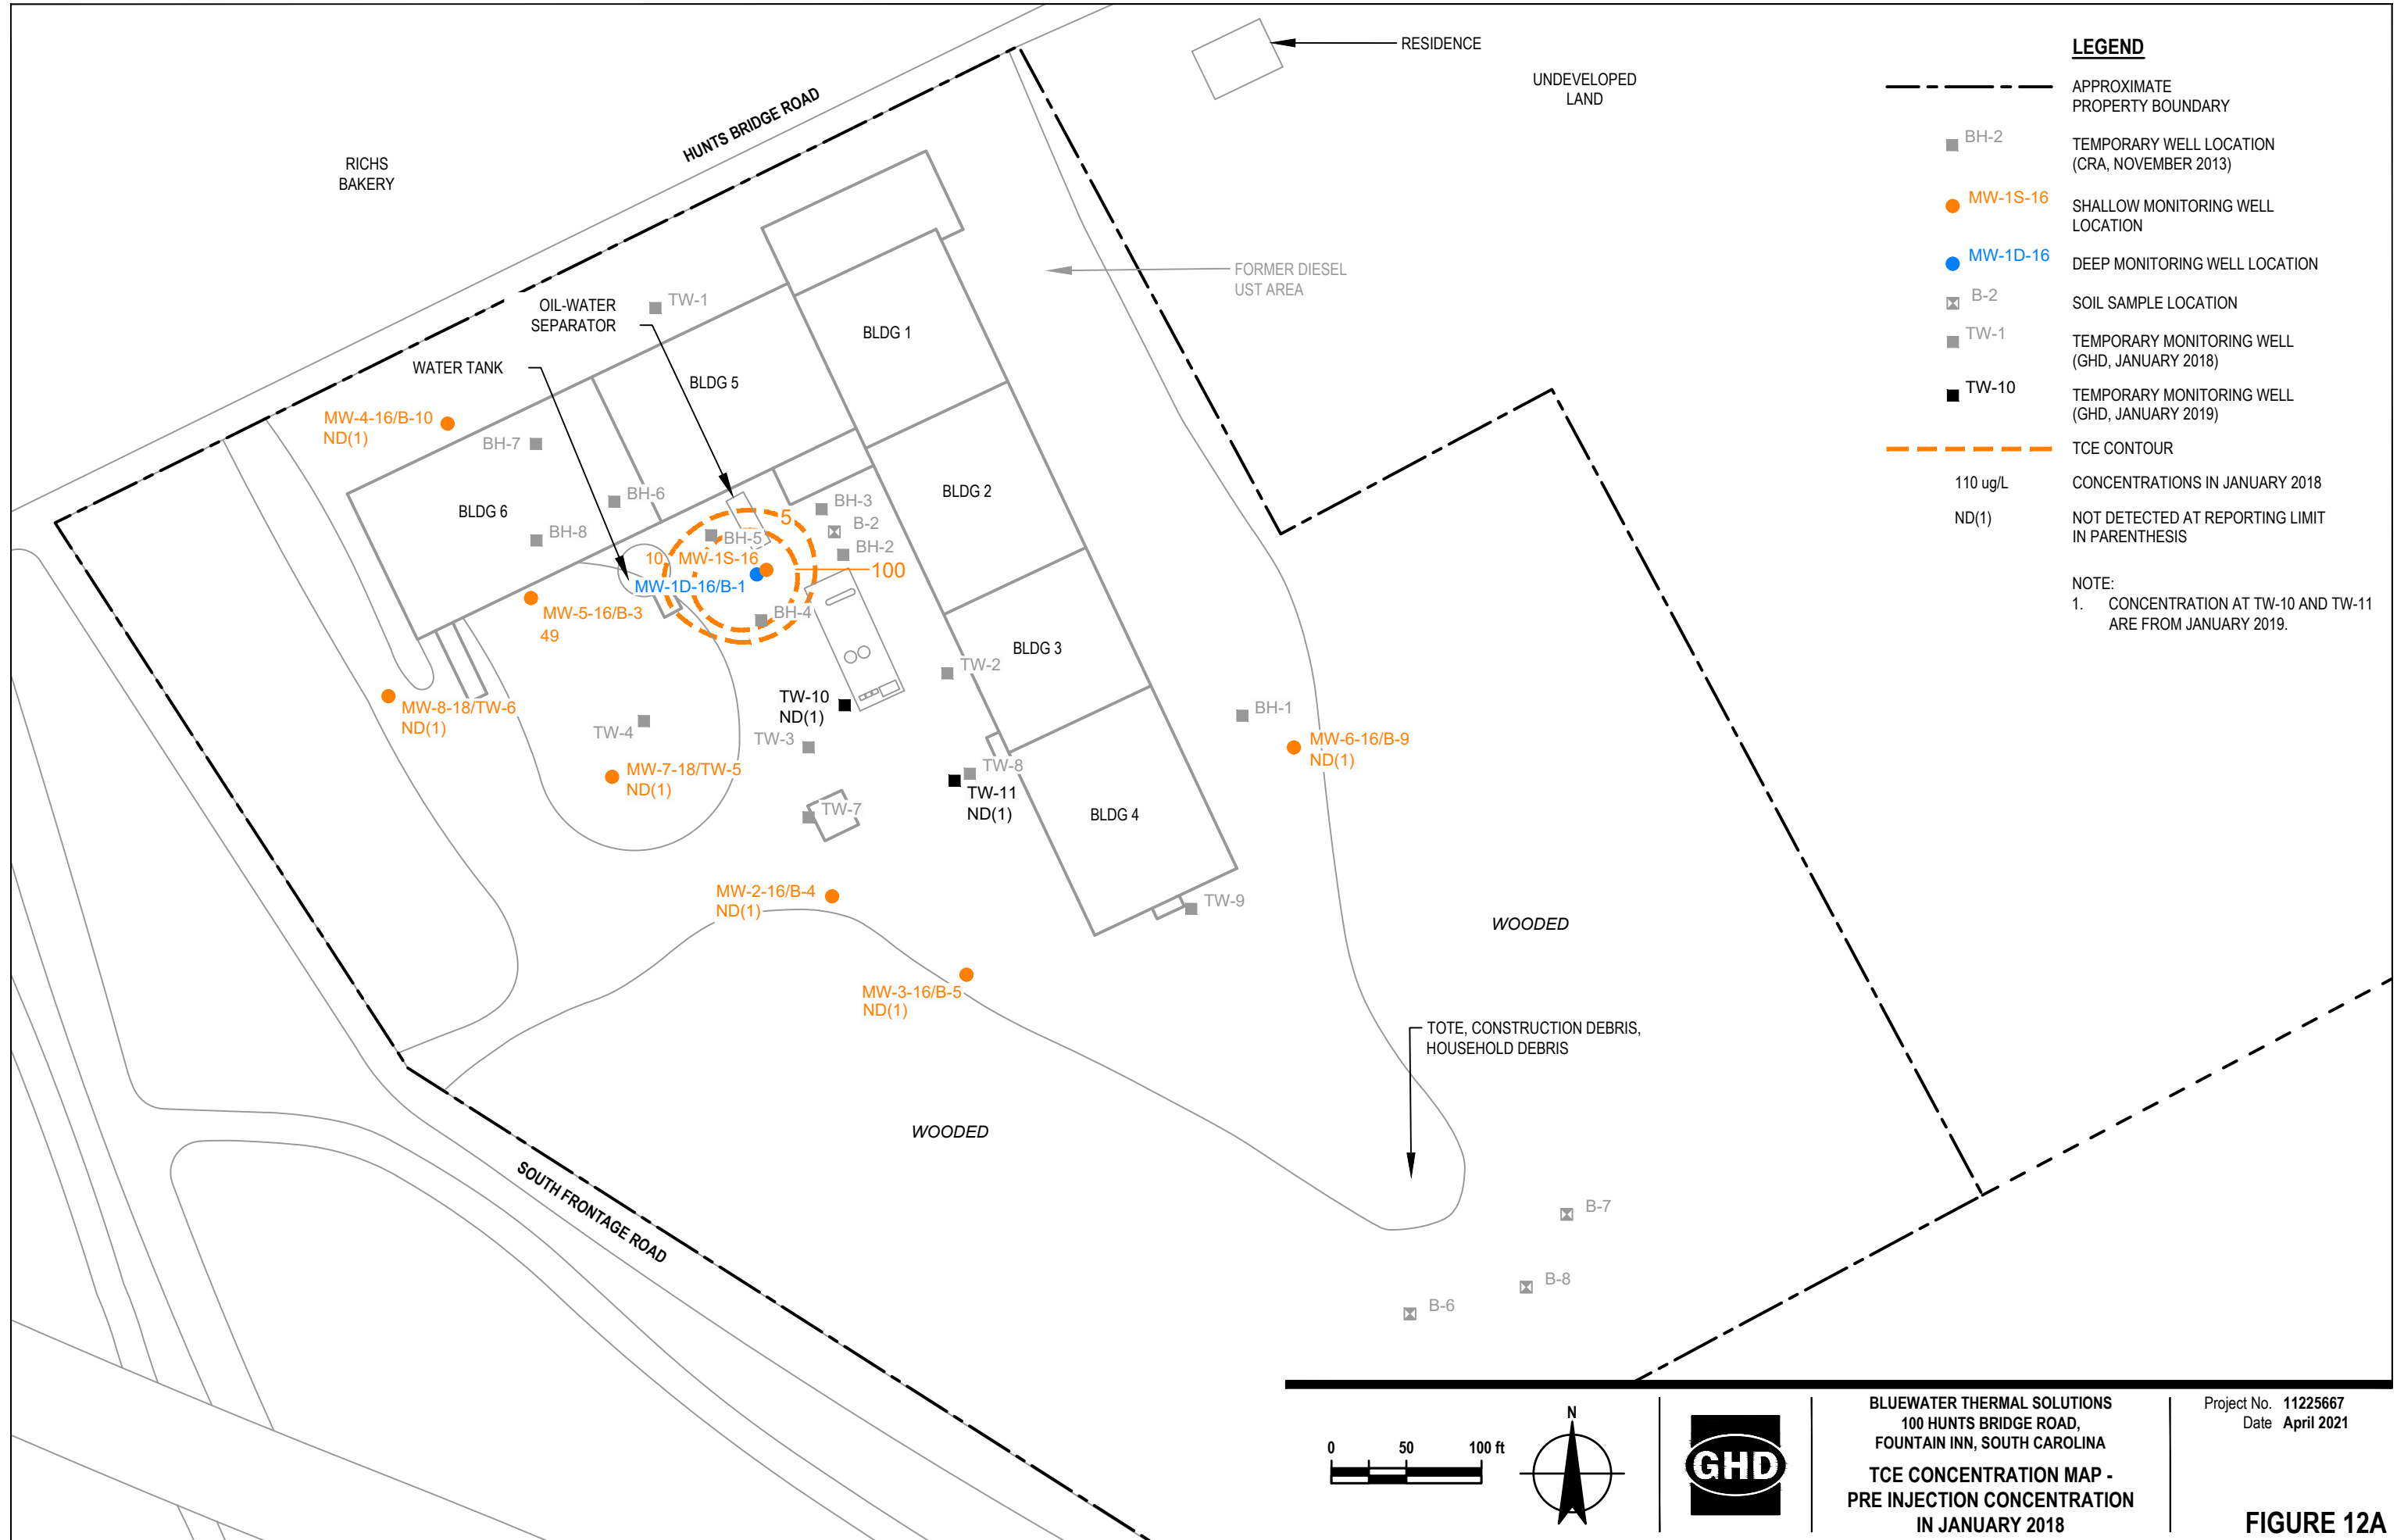 RESIDENCE
UNDEVELOPED
LAND
HUNTS BRIDGE ROAD
RICHS
BAKERY
FORMER DIESEL
UST AREA
OIL-WATER
SEPARATOR
TW-1
WATER TANK
BLDG 1
BLDG 5
MW-4-16/B-10
ND(1)
BH-7
BLDG 6
BH-6
BH-8
BLDG 2
BH-3
5
B-2
BH-5
BH-2
10
MW-1S-16
100
MW-1D-16/B-1
MW-5-16/B-3
49
BH-4
BLDG 3
TW-2
MW-8-18/TW-6
ND(1)
TW-10
ND(1)
TW-4
TW-3
BH-1
MW-6-16/B-9
ND(1)
MW-7-18/TW-5
ND(1)
TW-8
TW-11
ND(1)
TW-7
BLDG 4
MW-2-16/B-4
ND(1)
TW-9
WOODED
MW-3-16/B-5
ND(1)
TOTE, CONSTRUCTION DEBRIS,
HOUSEHOLD DEBRIS
WOODED
SOUTH FRONTAGE ROAD
B-7
B-8
B-6
LEGEND
APPROXIMATE
PROPERTY BOUNDARY
BH-2
TEMPORARY WELL LOCATION
(CRA, NOVEMBER 2013)
MW-1S-16
SHALLOW MONITORING WELL
LOCATION
MW-1D-16
DEEP MONITORING WELL LOCATION
B-2
SOIL SAMPLE LOCATION
TW-1
TEMPORARY MONITORING WELL
(GHD, JANUARY 2018)
TW-10
TEMPORARY MONITORING WELL
(GHD, JANUARY 2019)
TCE CONTOUR
110 ug/L CONCENTRATIONS IN JANUARY 2018
ND(1) NOT DETECTED AT REPORTING LIMIT
IN PARENTHESIS
NOTE:
1. CONCENTRATION AT TW-10 AND TW-11
ARE FROM JANUARY 2019.
0 50 100 ft
N
GHD
BLUEWATER THERMAL SOLUTIONS
100 HUNTS BRIDGE ROAD,
FOUNTAIN INN, SOUTH CAROLINA
TCE CONCENTRATION MAP -
PRE INJECTION CONCENTRATION
IN JANUARY 2018
Project No. 11225667
Date April 2021
FIGURE 12A